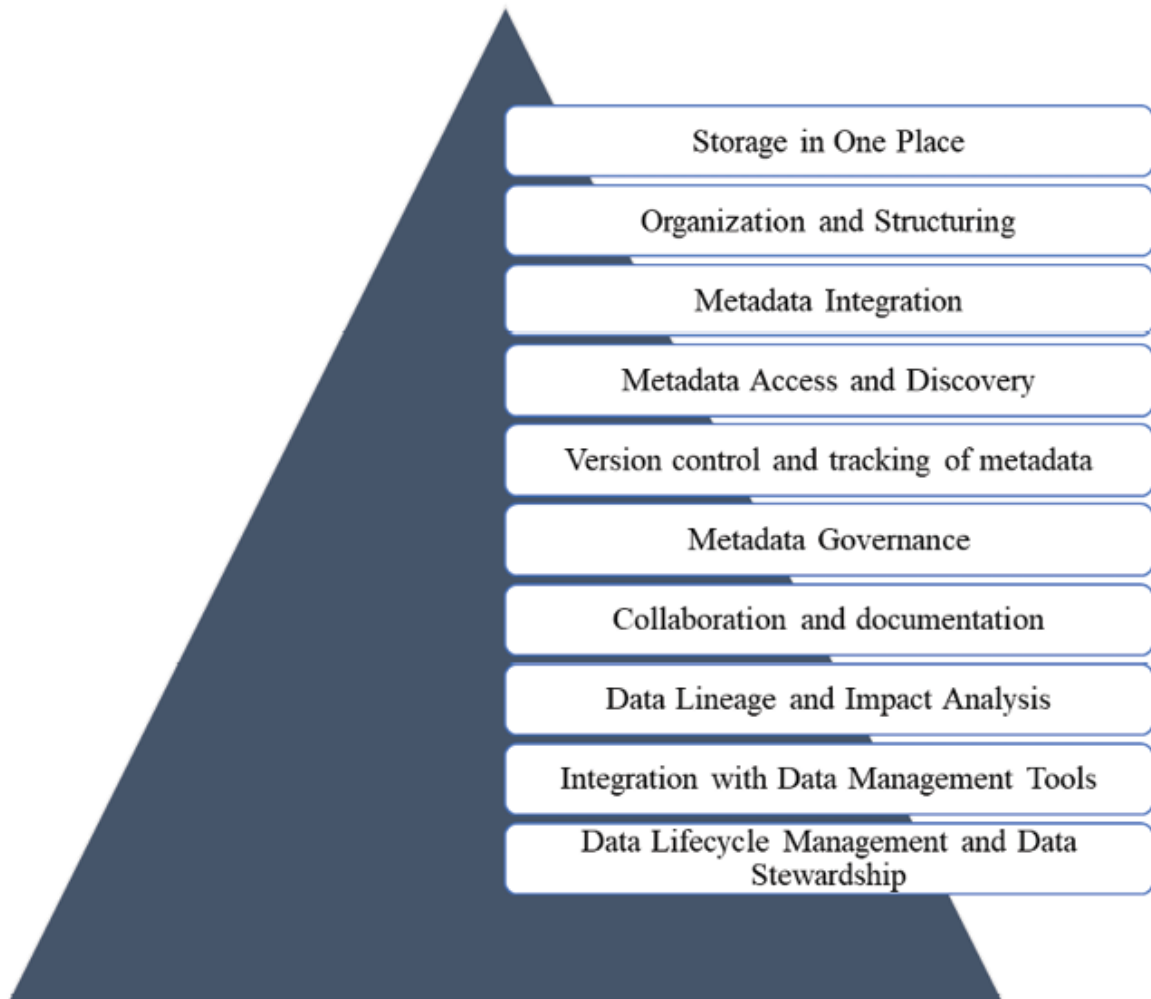 Storage in One Place
Organization and Structuring
Metadata Integration
Metadata Access and Discovery
Version control and tracking of metadata
Metadata Governance
Collaboration and documentation
Data Lineage and Impact Analysis
Integration with Data Management Tools
Data Lifecycle Management and Data
Stewardship